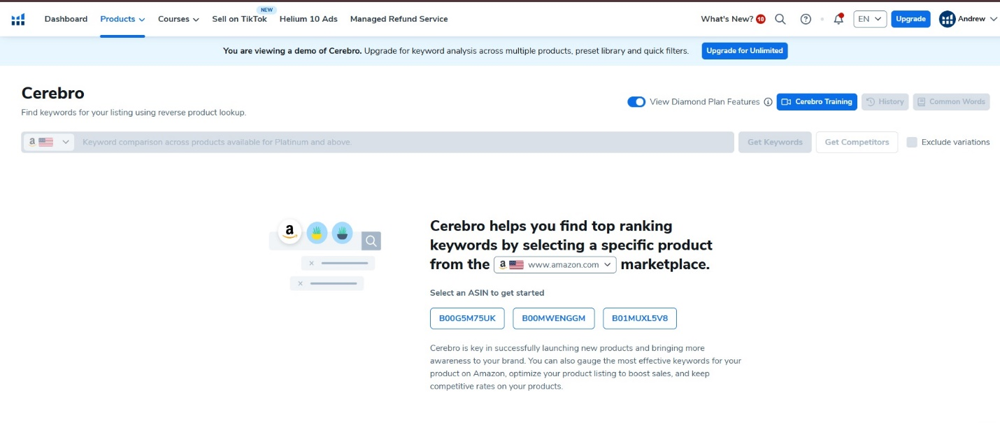 Dashboard Products Courses Sell on TikTok NEW Helium 10 Ads Managed Refund Service What's New? 10 EN Upgrade Andrew
You are viewing a demo of Cerebro. Upgrade for keyword analysis across multiple products, preset library and quick filters. Upgrade for Unlimited
Cerebro
Find keywords for your listing using reverse product lookup.
View Diamond Plan Features Cerebro Training History Common Words
a Keyword comparison across products available for Platinum and above. Get Keywords Get Competitors Exclude variations
a
Cerebro helps you find top ranking
keywords by selecting a specific product
from the a www.amazon.com marketplace.
Select an ASIN to get started
B00G5M75UK B00MWENGGM B01MUXL5V8
Cerebro is key in successfully launching new products and bringing more
awareness to your brand. You can also gauge the most effective keywords for your
product on Amazon, optimize your product listing to boost sales, and keep
competitive rates on your products.